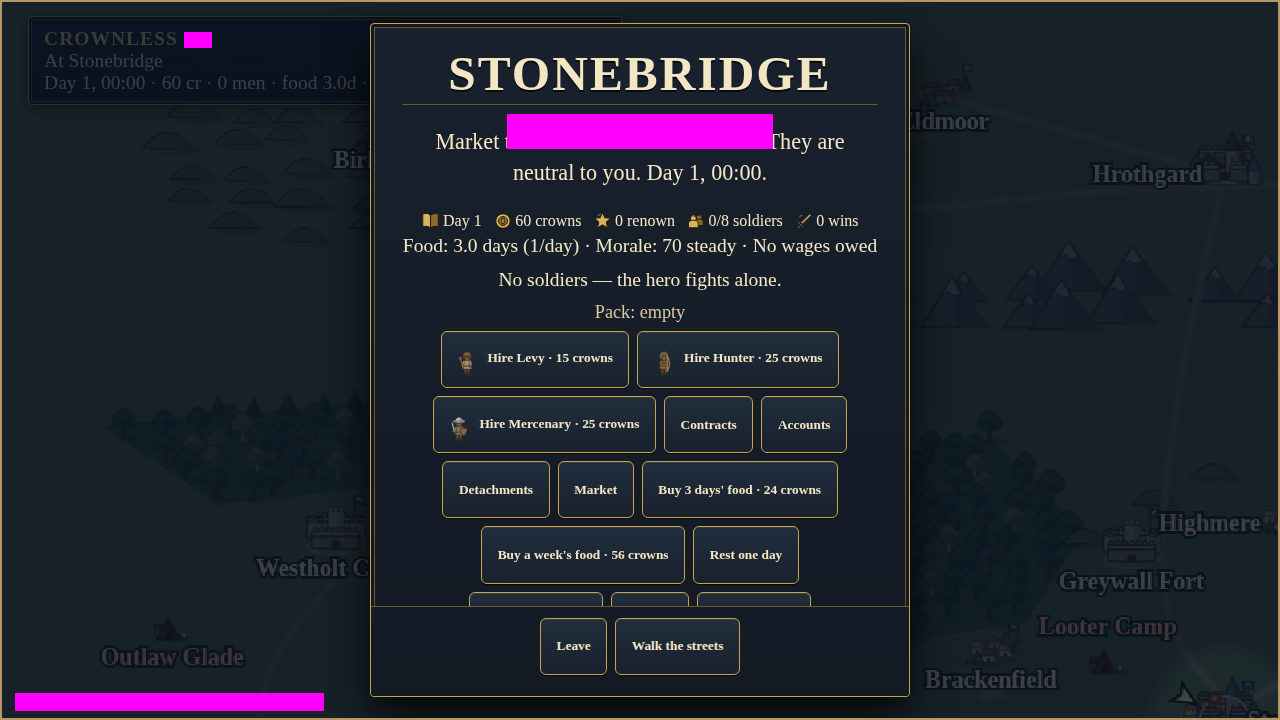 CROWNLESS
At Stonebridge
Day 1, 00:00 · 60 cr · 0 men · food 3.0d ·
STONEBRIDGE
Market They are
neutral to you. Day 1, 00:00.
Day 1 60 crowns 0 renown 0/8 soldiers 0 wins
Food: 3.0 days (1/day) · Morale: 70 steady · No wages owed
No soldiers — the hero fights alone.
Pack: empty
Hire Levy · 15 crowns
Hire Hunter · 25 crowns
Hire Mercenary · 25 crowns
Contracts
Accounts
Detachments
Market
Buy 3 days' food · 24 crowns
Buy a week's food · 56 crowns
Rest one day
Leave
Walk the streets
Eldmoor
Hrothgard
Westholt
Highmere
Greywall Fort
Looter Camp
Outlaw Glade
Brackenfield